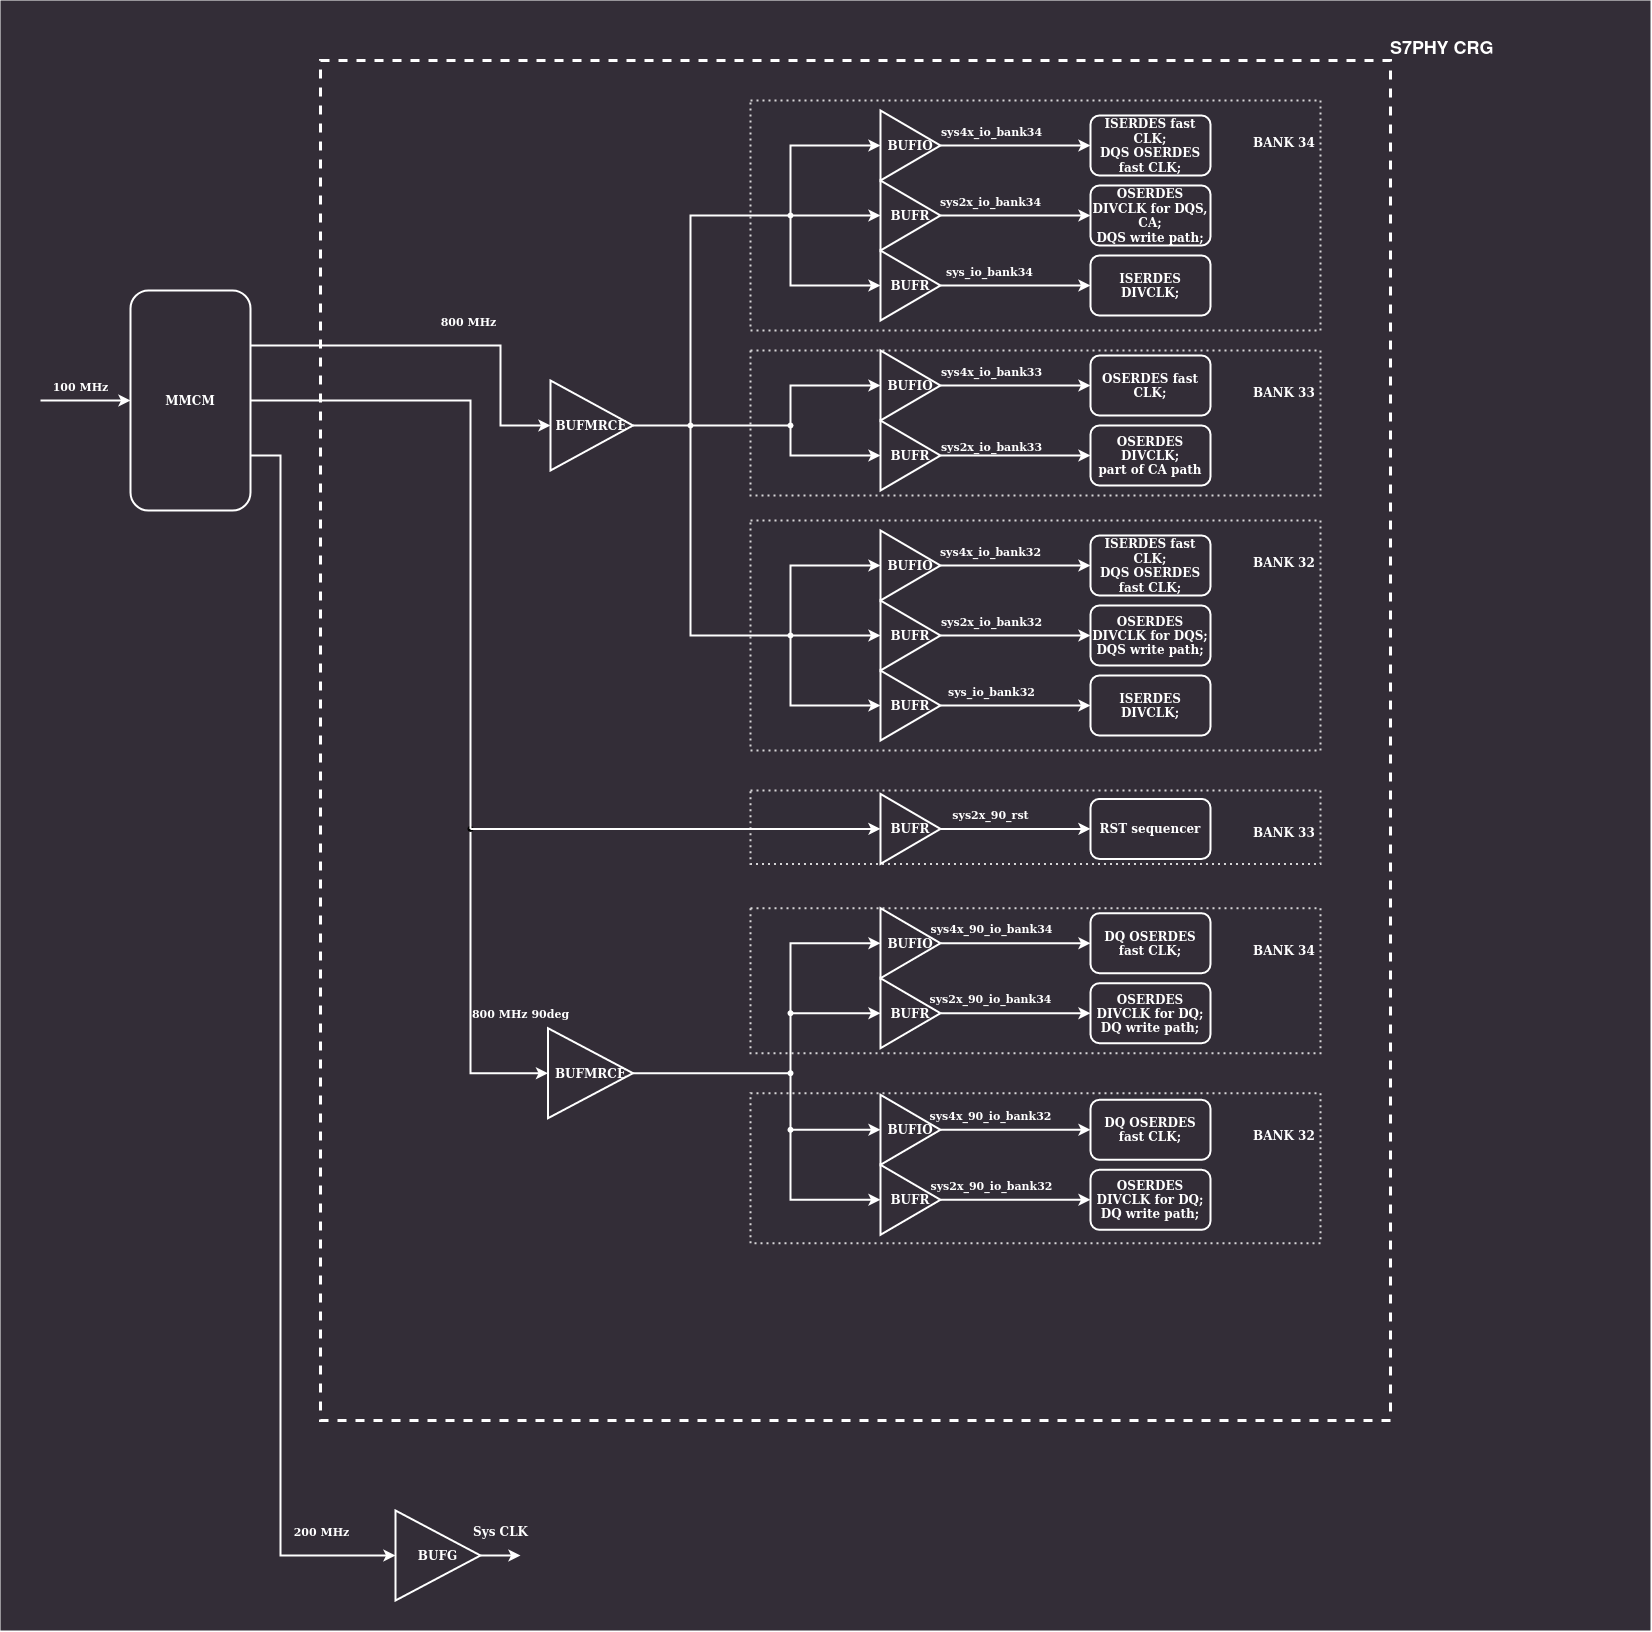 S7PHY CRG
BUFIO
sys4x_io_bank34
ISERDES fast
CLK;
DQS OSERDES
fast CLK;
BANK 34
BUFR
sys2x_io_bank34
OSERDES
DIVCLK for DQS,
CA;
DQS write path;
BUFR
sys_io_bank34
ISERDES
DIVCLK;
100 MHz
MMCM
800 MHz
BUFMRCE
BUFIO
sys4x_io_bank33
OSERDES fast
CLK;
BANK 33
BUFR
sys2x_io_bank33
OSERDES
DIVCLK;
part of CA path
BUFIO
sys4x_io_bank32
ISERDES fast
CLK;
DQS OSERDES
fast CLK;
BANK 32
BUFR
sys2x_io_bank32
OSERDES
DIVCLK for DQS;
DQS write path;
BUFR
sys_io_bank32
ISERDES
DIVCLK;
BUFR
sys2x_90_rst
RST sequencer
BANK 33
BUFIO
sys4x_90_io_bank34
DQ OSERDES
fast CLK;
BANK 34
BUFR
sys2x_90_io_bank34
OSERDES
DIVCLK for DQ;
DQ write path;
800 MHz 90deg
BUFMRCE
BUFIO
sys4x_90_io_bank32
DQ OSERDES
fast CLK;
BANK 32
BUFR
sys2x_90_io_bank32
OSERDES
DIVCLK for DQ;
DQ write path;
200 MHz
BUFG
Sys CLK